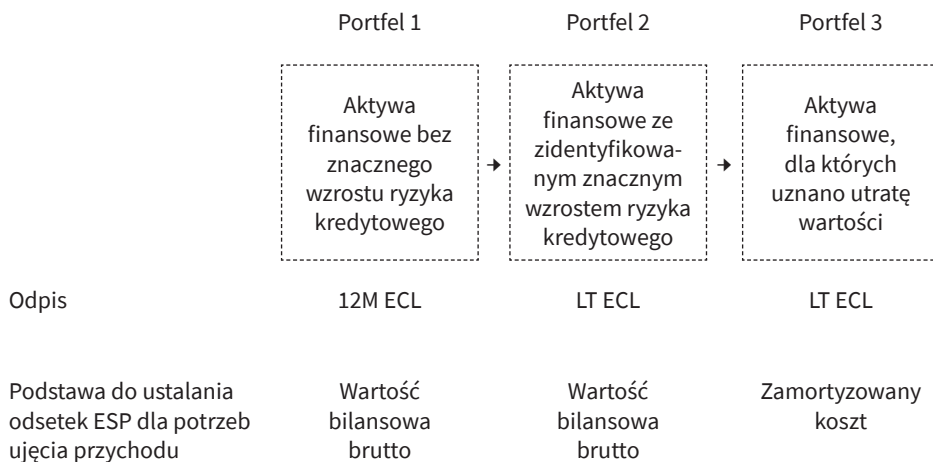 Portfel 1
Portfel 2
Portfel 3
Aktywa
finansowe bez
znacznego
wzrostu ryzyka
kredytowego
Aktywa
finansowe ze
zidentyfikowa-
nym znacznym
wzrostem ryzyka
kredytowego
Aktywa
finansowe,
dla których
uznano utratę
wartości
Odpis
12M ECL
LT ECL
LT ECL
Podstawa do ustalania
odsetek ESP dla potrzeb
ujęcia przychodu
Wartość
bilansowa
brutto
Wartość
bilansowa
brutto
Zamortyzowany
koszt